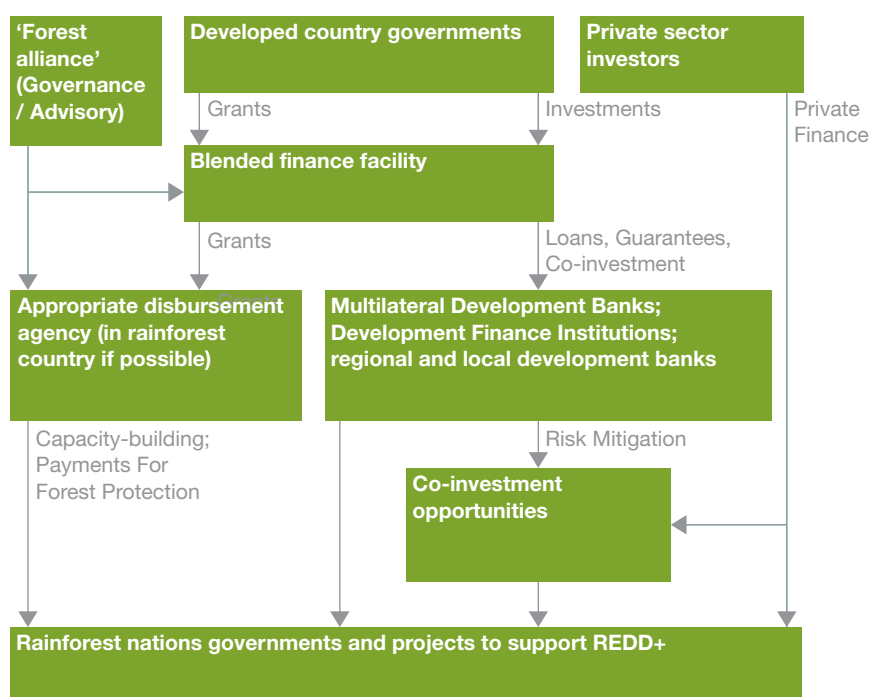 ‘Forest
alliance’
(Governance
/ Advisory)
Developed country governments
Private sector
investors
Grants
Investments
Private
Finance
Blended finance facility
Grants
Loans, Guarantees,
Co-investment
Grants
Appropriate disbursement
agency (in rainforest
country if possible)
Multilateral Development Banks;
Development Finance Institutions;
regional and local development banks
Capacity-building;
Payments For
Forest Protection
Risk Mitigation
Co-investment
opportunities
Rainforest nations governments and projects to support REDD+